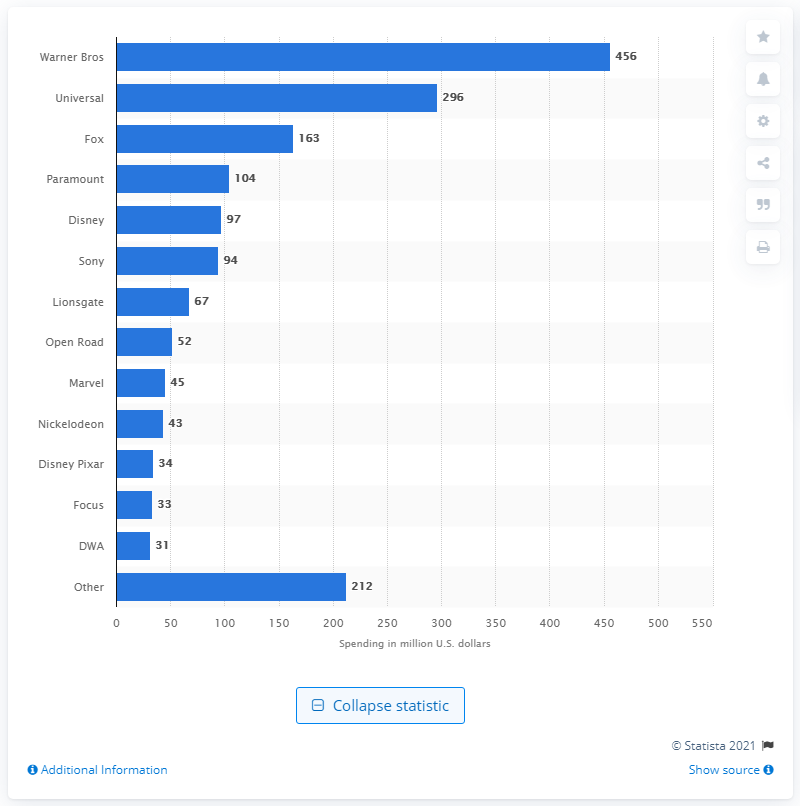 Warner Bros 456
Universal 296
Fox 163
Paramount 104
Disney 97
Sony 94
Lionsgate 67
Open Road 52
Marvel 45
Nickelodeon 43
Disney Pixar 34
Focus 33
DWA 31
Other 212
0 50 100 150 200 250 300 350 400 450 500 550
Spending in million U.S. dollars
Collapse statistic
© Statista 2021
Additional Information
Show source